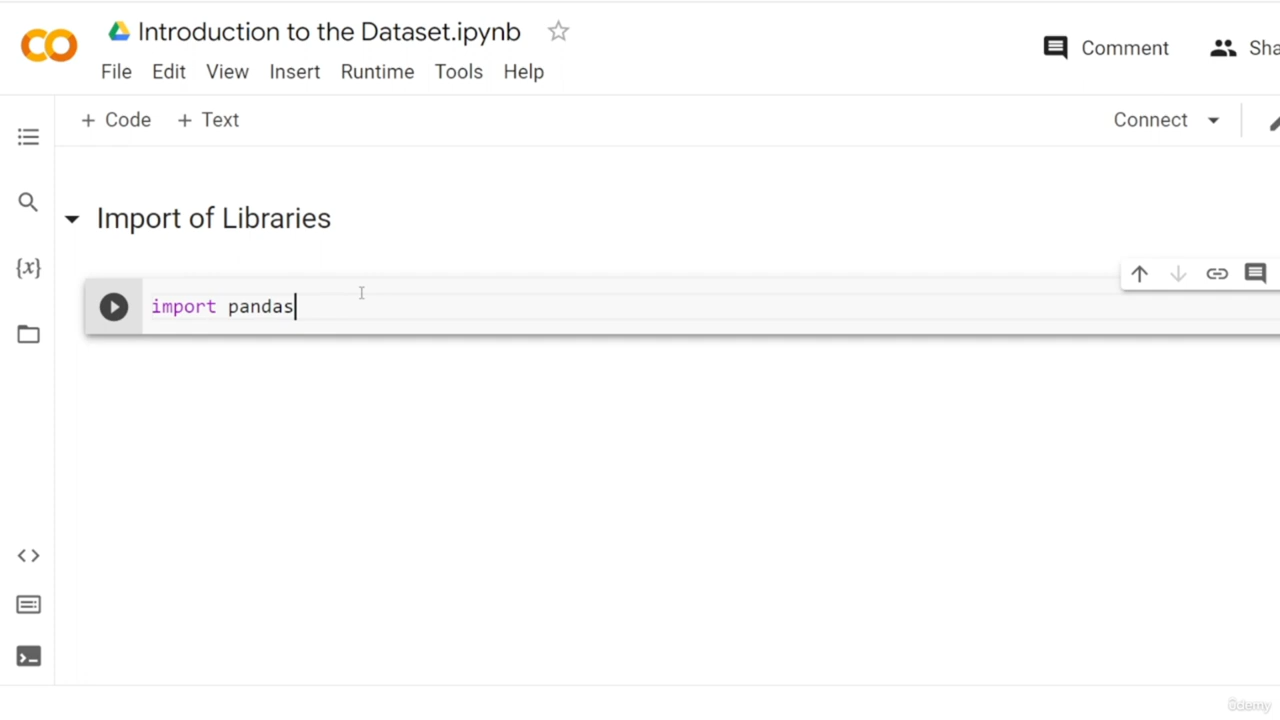 Introduction to the Dataset.ipynb
Comment
Sha
File Edit View Insert Runtime Tools Help
+ Code + Text
Connect
Import of Libraries
{x}
import pandas
ûdemy